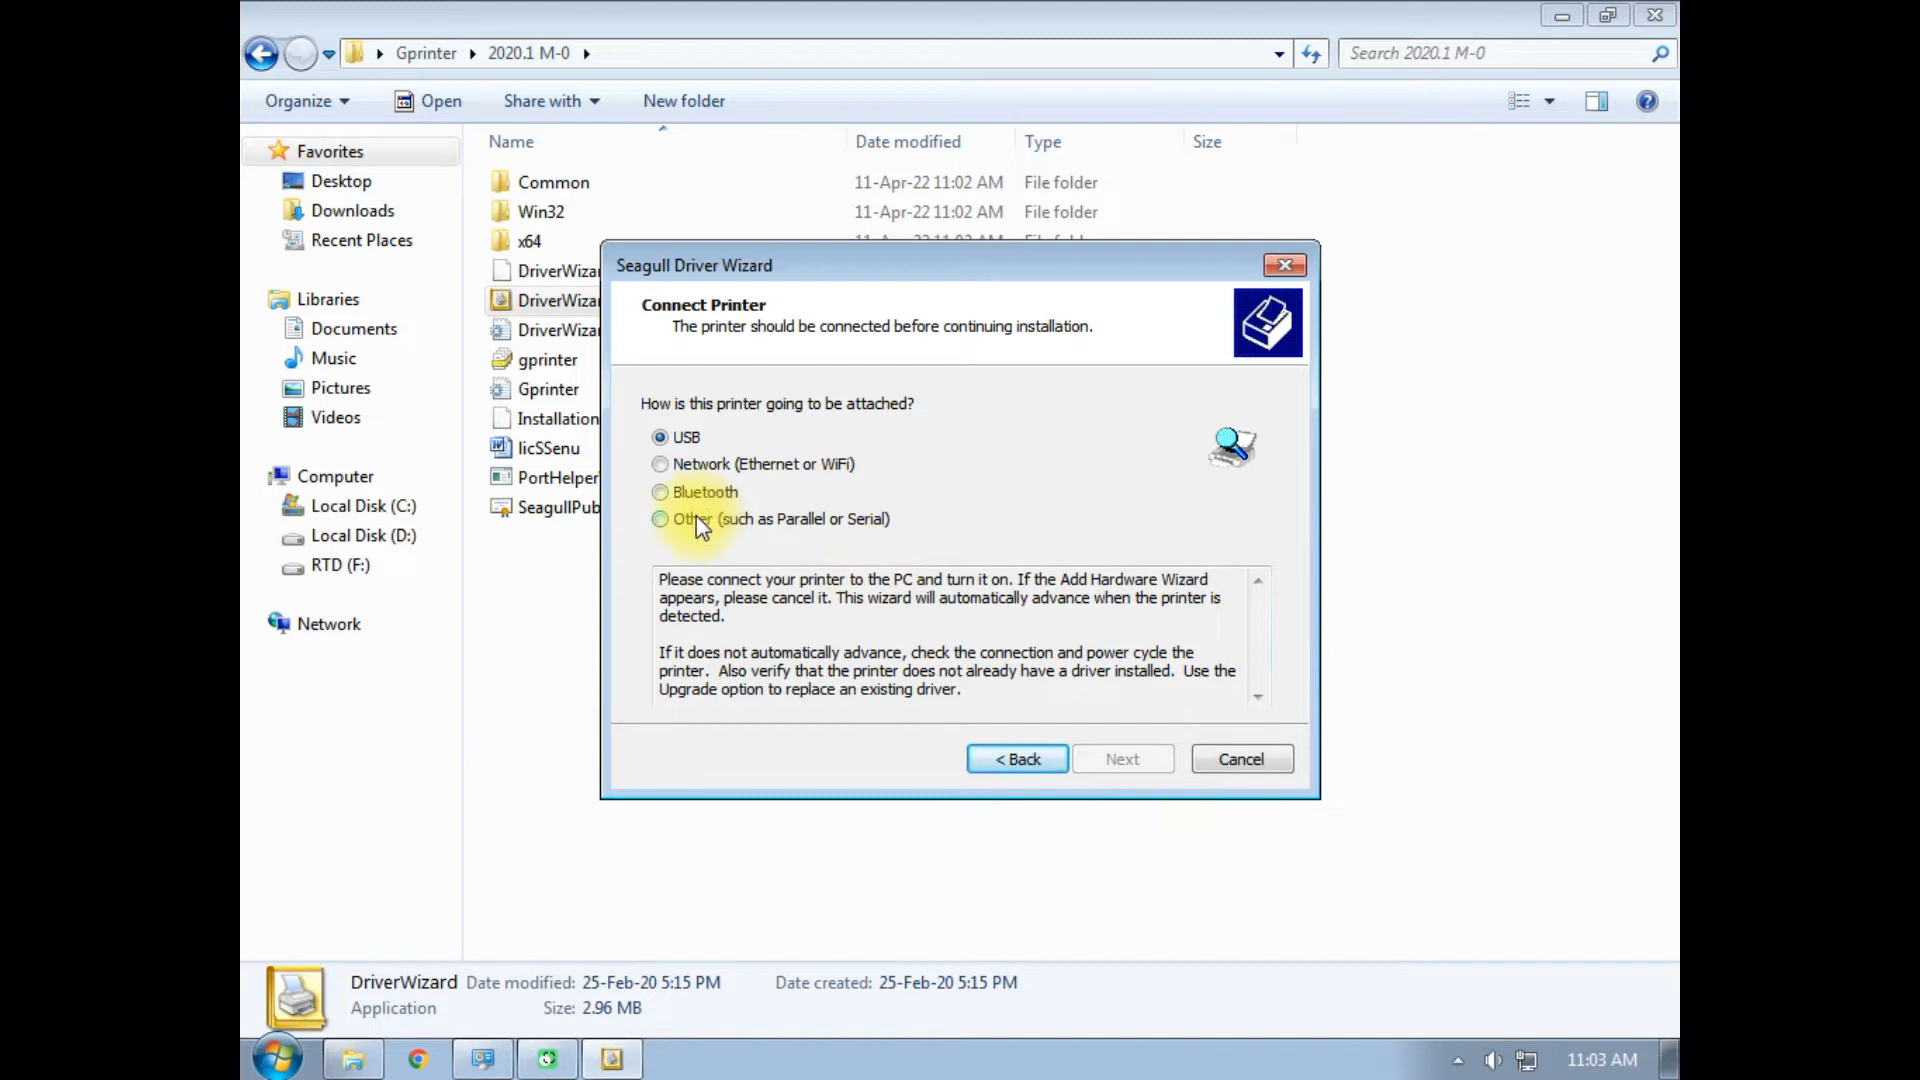 Gprinter 2020.1 M-0
Search 2020.1 M-0
Organize Open Share with New folder
Name Date modified Type Size
Favorites
Desktop
Downloads
Recent Places
Libraries
Documents
Music
Pictures
Videos
Computer
Local Disk (C:)
Local Disk (D:)
RTD (F:)
Network
Common 11-Apr-22 11:02 AM File folder
Win32 11-Apr-22 11:02 AM File folder
x64
DriverWiza
DriverWiza
DriverWiza
gprinter
Gprinter
Installation
licSSenu
PortHelper
SeagullPub
Seagull Driver Wizard
Connect Printer
The printer should be connected before continuing installation.
How is this printer going to be attached?
USB
Network (Ethernet or WiFi)
Bluetooth
Other (such as Parallel or Serial)
Please connect your printer to the PC and turn it on. If the Add Hardware Wizard
appears, please cancel it. This wizard will automatically advance when the printer is
detected.
If it does not automatically advance, check the connection and power cycle the
printer. Also verify that the printer does not already have a driver installed. Use the
Upgrade option to replace an existing driver.
< Back Next Cancel
DriverWizard Date modified: 25-Feb-20 5:15 PM Date created: 25-Feb-20 5:15 PM
Application Size: 2.96 MB
11:03 AM